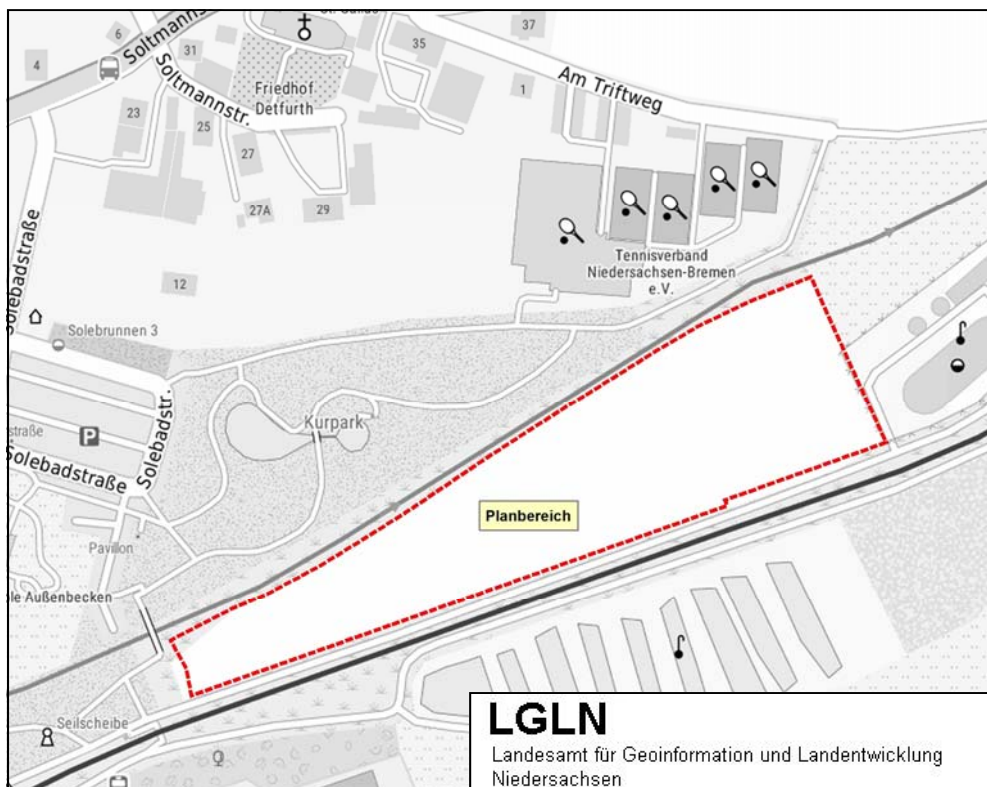 Soltmannstr.
6
4
31
35
37
Friedhof
Detfurth
Soltmannstr.
Am Triftweg
1
23
25
27
27A
29
Tennisverband
Niedersachsen-Bremen
e.V.
12
Solebadstraße
Solebrunnen 3
Kurpark
P
Solebadstr.
Solebadstraße
Planbereich
Pavillon
Außenbecken
Seilscheibe
LGLN
Landesamt für Geoinformation und Landentwicklung
Niedersachsen